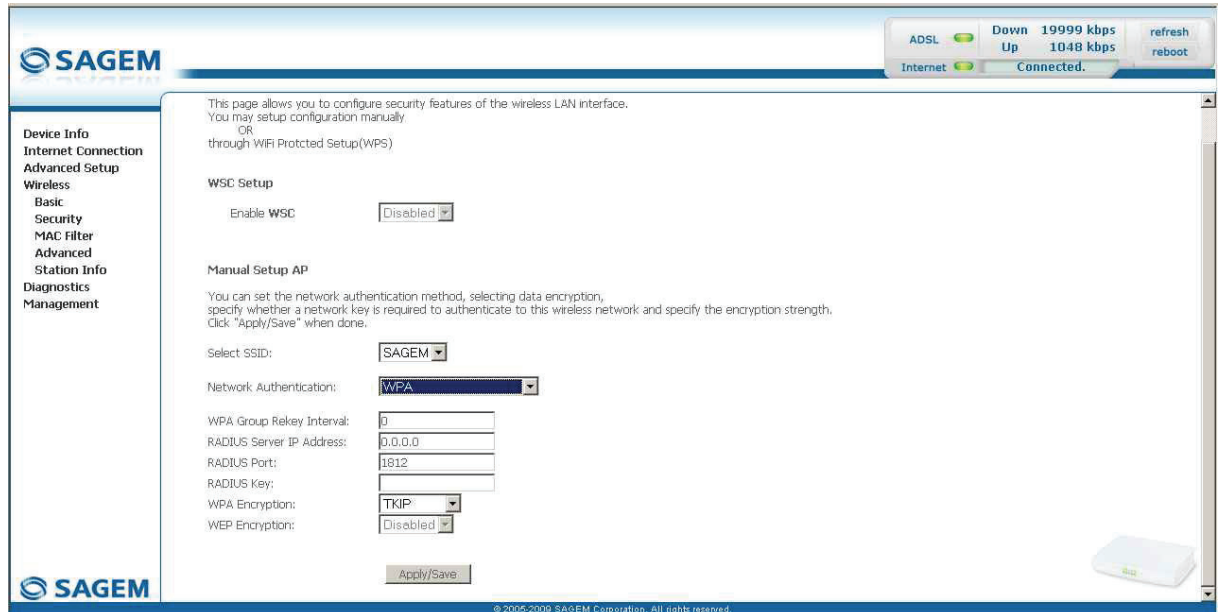 SAGEM
ADSL
Down 19999 kbps
Up 1048 kbps
refresh
reboot
Internet
Connected.
Device Info
Internet Connection
Advanced Setup
Wireless
Basic
Security
MAC Filter
Advanced
Station Info
Diagnostics
Management
This page allows you to configure security features of the wireless LAN interface.
You may setup configuration manually
OR
through WiFi Protcted Setup(WPS)
WSC Setup
Enable WSC Disabled
Manual Setup AP
You can set the network authentication method, selecting data encryption,
specify whether a network key is required to authenticate to this wireless network and specify the encryption strength.
Click "Apply/Save" when done.
Select SSID: SAGEM
Network Authentication: WPA
WPA Group Rekey Interval: 0
RADIUS Server IP Address: 0.0.0.0
RADIUS Port: 1812
RADIUS Key:
WPA Encryption: TKIP
WEP Encryption: Disabled
Apply/Save
SAGEM
© 2005-2009 SAGEM Corporation. All rights reserved.